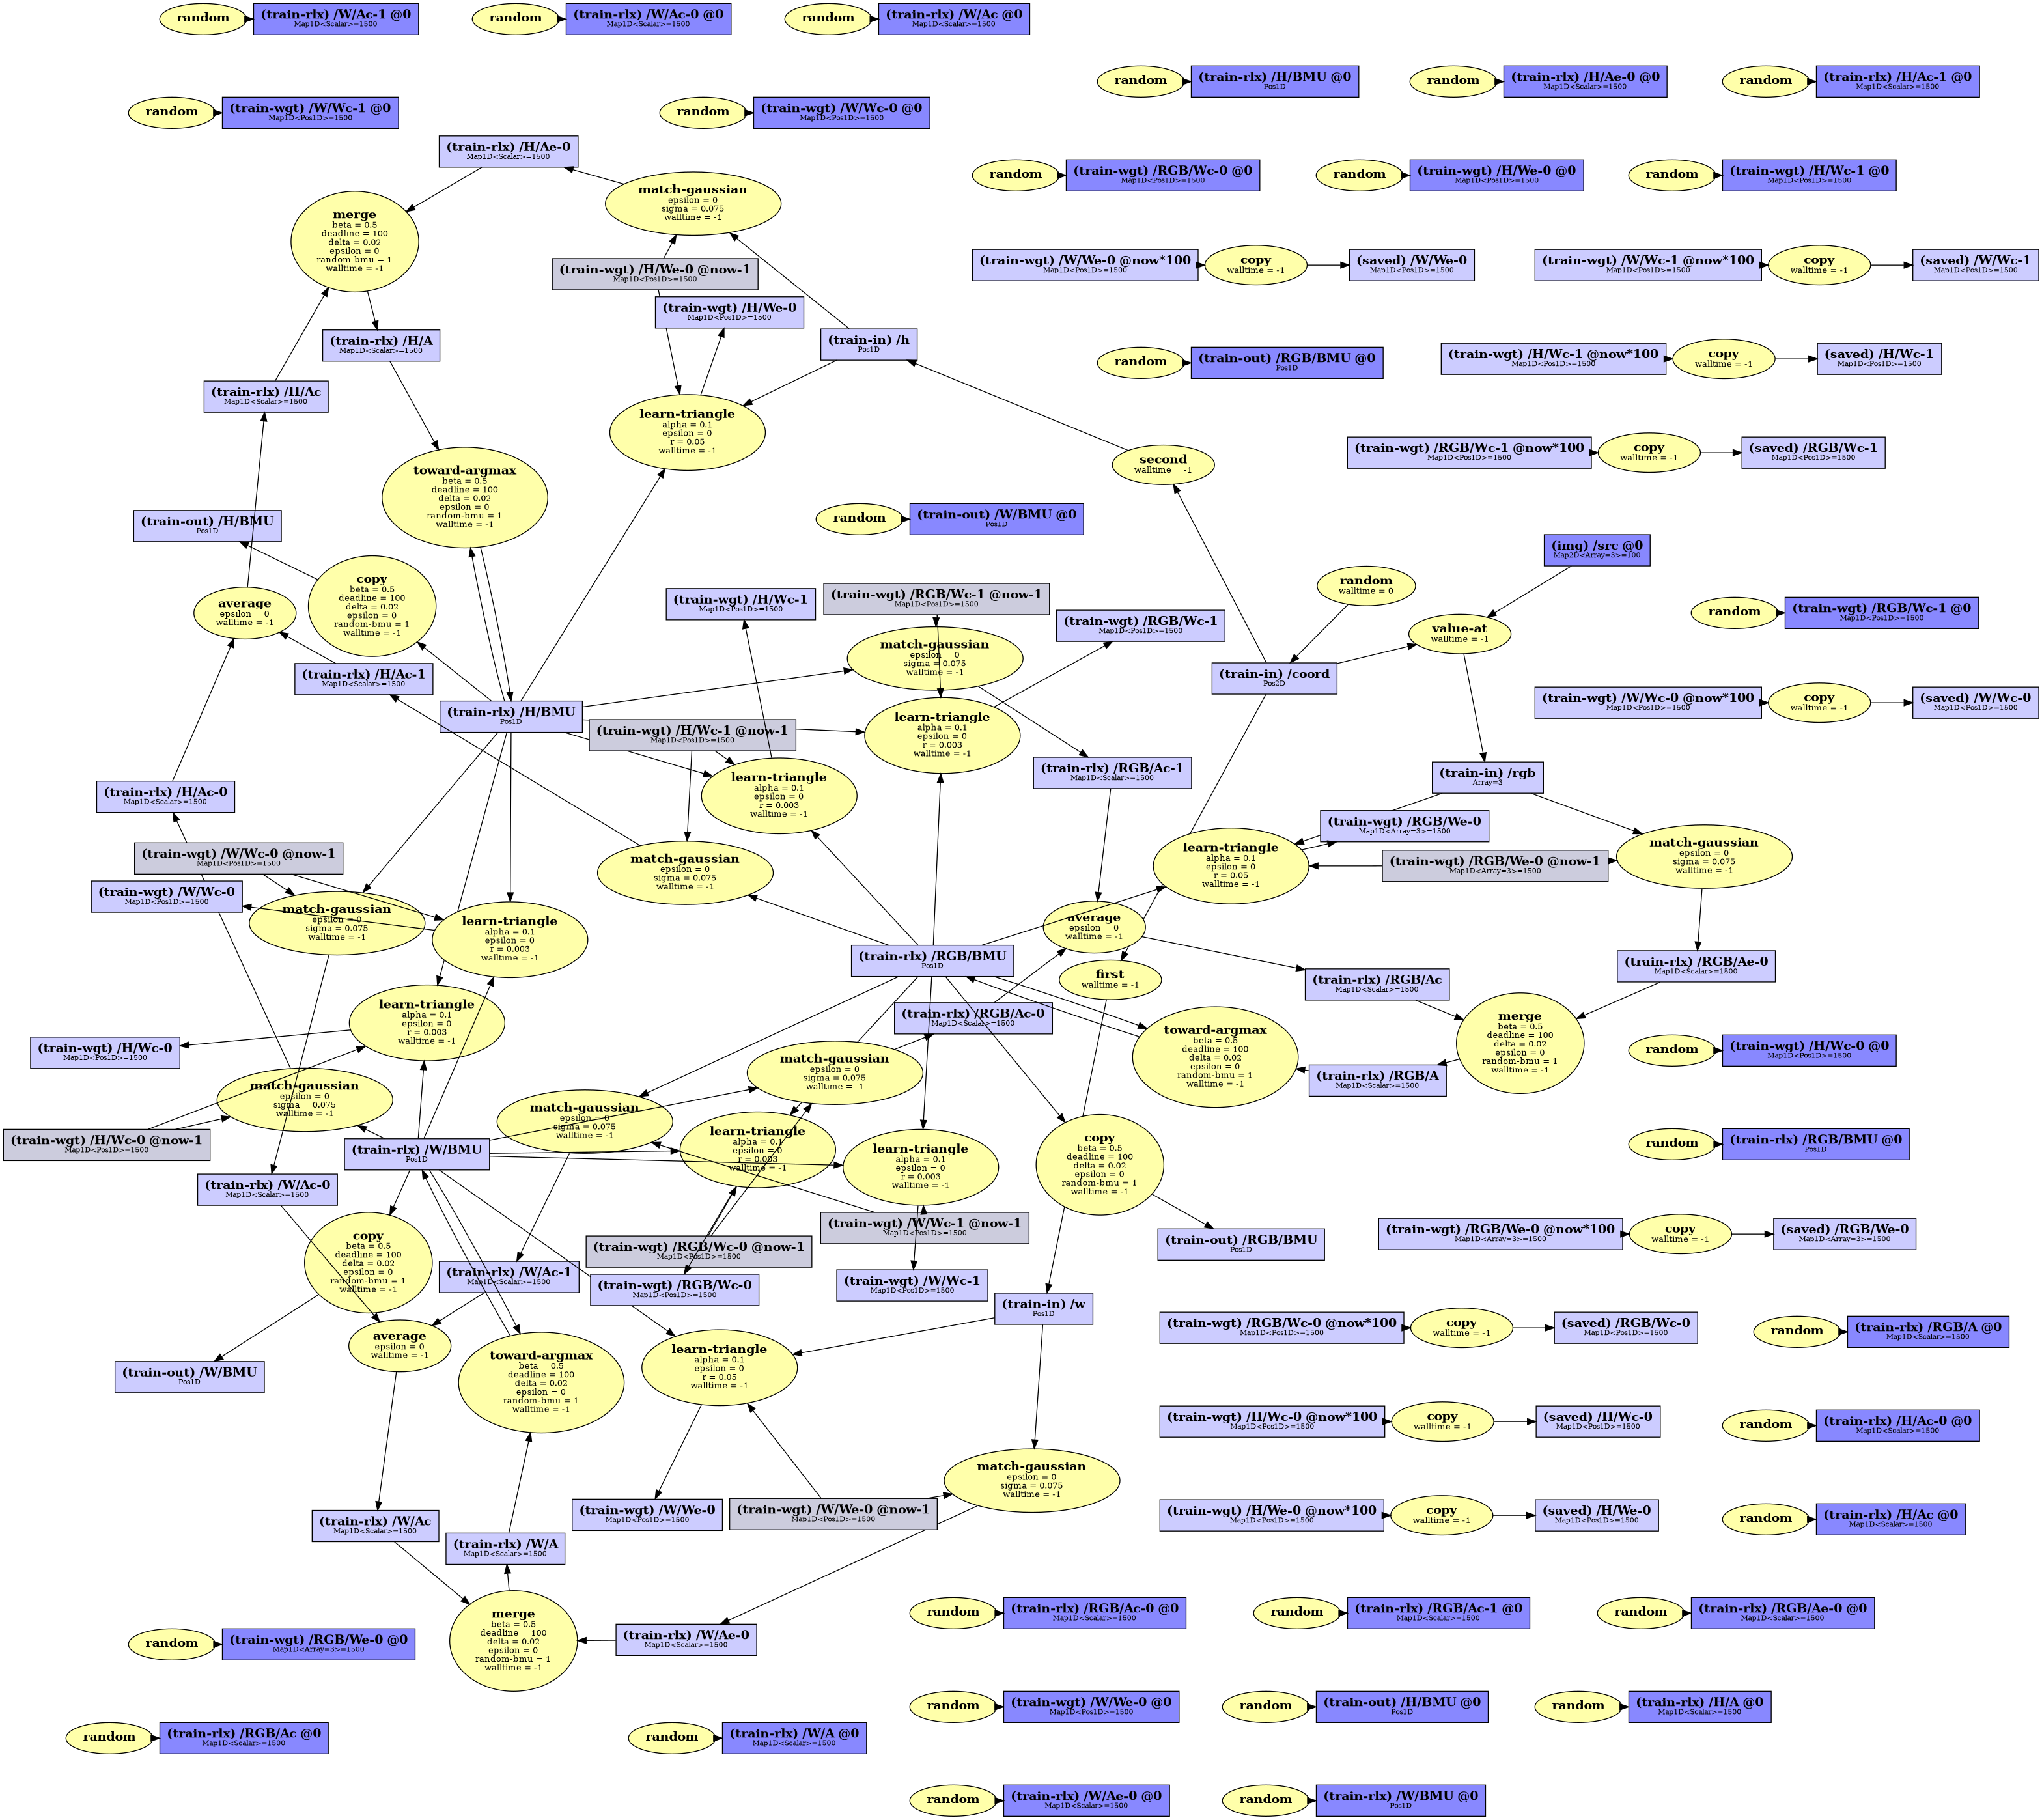 random
(train-rlx) /W/Ac-1 @0
Map1D<Scalar>=1500
random
(train-rlx) /W/Ac-0 @0
Map1D<Scalar>=1500
random
(train-rlx) /W/Ac @0
Map1D<Scalar>=1500
random
(train-rlx) /H/BMU @0
Pos1D
random
(train-rlx) /H/Ae-0 @0
Map1D<Scalar>=1500
random
(train-rlx) /H/Ac-1 @0
Map1D<Scalar>=1500
random
(train-wgt) /W/Wc-1 @0
Map1D<Pos1D>=1500
random
(train-wgt) /W/Wc-0 @0
Map1D<Pos1D>=1500
(train-rlx) /H/Ae-0
Map1D<Scalar>=1500
random
(train-wgt) /RGB/Wc-0 @0
Map1D<Pos1D>=1500
random
(train-wgt) /H/We-0 @0
Map1D<Pos1D>=1500
random
(train-wgt) /H/Wc-1 @0
Map1D<Pos1D>=1500
match-gaussian
epsilon = 0
sigma = 0.075
walltime = -1
merge
beta = 0.5
deadline = 100
delta = 0.02
epsilon = 0
random-bmu = 1
walltime = -1
(train-wgt) /H/We-0 @now-1
Map1D<Pos1D>=1500
(train-wgt) /W/We-0 @now*100
Map1D<Pos1D>=1500
copy
walltime = -1
(saved) /W/We-0
Map1D<Pos1D>=1500
(train-wgt) /W/Wc-1 @now*100
Map1D<Pos1D>=1500
copy
walltime = -1
(saved) /W/Wc-1
Map1D<Pos1D>=1500
(train-wgt) /H/We-0
Map1D<Pos1D>=1500
(train-rlx) /H/A
Map1D<Scalar>=1500
(train-in) /h
Pos1D
random
(train-out) /RGB/BMU @0
Pos1D
(train-wgt) /H/Wc-1 @now*100
Map1D<Pos1D>=1500
copy
walltime = -1
(saved) /H/Wc-1
Map1D<Pos1D>=1500
(train-rlx) /H/Ac
Map1D<Scalar>=1500
learn-triangle
alpha = 0.1
epsilon = 0
r = 0.05
walltime = -1
second
walltime = -1
(train-wgt) /RGB/Wc-1 @now*100
Map1D<Pos1D>=1500
copy
walltime = -1
(saved) /RGB/Wc-1
Map1D<Pos1D>=1500
toward-argmax
beta = 0.5
deadline = 100
delta = 0.02
epsilon = 0
random-bmu = 1
walltime = -1
(train-out) /H/BMU
Pos1D
random
(train-out) /W/BMU @0
Pos1D
(img) /src @0
Map2D<Array=3>=100
copy
beta = 0.5
deadline = 100
delta = 0.02
epsilon = 0
random-bmu = 1
walltime = -1
average
epsilon = 0
walltime = -1
(train-wgt) /H/Wc-1
Map1D<Pos1D>=1500
(train-wgt) /RGB/Wc-1 @now-1
Map1D<Pos1D>=1500
random
walltime = 0
(train-wgt) /RGB/Wc-1
Map1D<Pos1D>=1500
value-at
walltime = -1
random
(train-wgt) /RGB/Wc-1 @0
Map1D<Pos1D>=1500
match-gaussian
epsilon = 0
sigma = 0.075
walltime = -1
(train-rlx) /H/Ac-1
Map1D<Scalar>=1500
(train-in) /coord
Pos2D
(train-wgt) /W/Wc-0 @now*100
Map1D<Pos1D>=1500
copy
walltime = -1
(saved) /W/Wc-0
Map1D<Pos1D>=1500
(train-rlx) /H/BMU
Pos1D
(train-wgt) /H/Wc-1 @now-1
Map1D<Pos1D>=1500
learn-triangle
alpha = 0.1
epsilon = 0
r = 0.003
walltime = -1
(train-rlx) /RGB/Ac-1
Map1D<Scalar>=1500
(train-in) /rgb
Array=3
(train-rlx) /H/Ac-0
Map1D<Scalar>=1500
learn-triangle
alpha = 0.1
epsilon = 0
r = 0.003
walltime = -1
(train-wgt) /RGB/We-0
Map1D<Array=3>=1500
(train-wgt) /W/Wc-0 @now-1
Map1D<Pos1D>=1500
match-gaussian
epsilon = 0
sigma = 0.075
walltime = -1
learn-triangle
alpha = 0.1
epsilon = 0
r = 0.05
walltime = -1
(train-wgt) /RGB/We-0 @now-1
Map1D<Array=3>=1500
match-gaussian
epsilon = 0
sigma = 0.075
walltime = -1
(train-wgt) /W/Wc-0
Map1D<Pos1D>=1500
match-gaussian
epsilon = 0
sigma = 0.075
walltime = -1
learn-triangle
alpha = 0.1
epsilon = 0
r = 0.003
walltime = -1
average
epsilon = 0
walltime = -1
(train-rlx) /RGB/BMU
Pos1D
first
walltime = -1
(train-rlx) /RGB/Ac
Map1D<Scalar>=1500
(train-rlx) /RGB/Ae-0
Map1D<Scalar>=1500
learn-triangle
alpha = 0.1
epsilon = 0
r = 0.003
walltime = -1
(train-rlx) /RGB/Ac-0
Map1D<Scalar>=1500
toward-argmax
beta = 0.5
deadline = 100
delta = 0.02
epsilon = 0
random-bmu = 1
walltime = -1
merge
beta = 0.5
deadline = 100
delta = 0.02
epsilon = 0
random-bmu = 1
walltime = -1
random
(train-wgt) /H/Wc-0 @0
Map1D<Pos1D>=1500
(train-wgt) /H/Wc-0
Map1D<Pos1D>=1500
match-gaussian
epsilon = 0
sigma = 0.075
walltime = -1
(train-rlx) /RGB/A
Map1D<Scalar>=1500
match-gaussian
epsilon = 0
sigma = 0.075
walltime = -1
match-gaussian
epsilon = 0
sigma = 0.075
walltime = -1
(train-wgt) /H/Wc-0 @now-1
Map1D<Pos1D>=1500
(train-rlx) /W/BMU
Pos1D
learn-triangle
alpha = 0.1
epsilon = 0
r = 0.003
walltime = -1
learn-triangle
alpha = 0.1
epsilon = 0
r = 0.003
walltime = -1
copy
beta = 0.5
deadline = 100
delta = 0.02
epsilon = 0
random-bmu = 1
walltime = -1
random
(train-rlx) /RGB/BMU @0
Pos1D
(train-rlx) /W/Ac-0
Map1D<Scalar>=1500
copy
beta = 0.5
deadline = 100
delta = 0.02
epsilon = 0
random-bmu = 1
walltime = -1
(train-wgt) /W/Wc-1 @now-1
Map1D<Pos1D>=1500
(train-wgt) /RGB/Wc-0 @now-1
Map1D<Pos1D>=1500
(train-out) /RGB/BMU
Pos1D
(train-wgt) /RGB/We-0 @now*100
Map1D<Array=3>=1500
copy
walltime = -1
(saved) /RGB/We-0
Map1D<Array=3>=1500
(train-rlx) /W/Ac-1
Map1D<Scalar>=1500
(train-wgt) /RGB/Wc-0
Map1D<Pos1D>=1500
(train-wgt) /W/Wc-1
Map1D<Pos1D>=1500
(train-in) /w
Pos1D
average
epsilon = 0
walltime = -1
(train-wgt) /RGB/Wc-0 @now*100
Map1D<Pos1D>=1500
copy
walltime = -1
(saved) /RGB/Wc-0
Map1D<Pos1D>=1500
random
(train-rlx) /RGB/A @0
Map1D<Scalar>=1500
(train-out) /W/BMU
Pos1D
toward-argmax
beta = 0.5
deadline = 100
delta = 0.02
epsilon = 0
random-bmu = 1
walltime = -1
learn-triangle
alpha = 0.1
epsilon = 0
r = 0.05
walltime = -1
(train-wgt) /H/Wc-0 @now*100
Map1D<Pos1D>=1500
copy
walltime = -1
(saved) /H/Wc-0
Map1D<Pos1D>=1500
random
(train-rlx) /H/Ac-0 @0
Map1D<Scalar>=1500
match-gaussian
epsilon = 0
sigma = 0.075
walltime = -1
(train-rlx) /W/Ac
Map1D<Scalar>=1500
(train-wgt) /W/We-0
Map1D<Pos1D>=1500
(train-wgt) /W/We-0 @now-1
Map1D<Pos1D>=1500
(train-wgt) /H/We-0 @now*100
Map1D<Pos1D>=1500
copy
walltime = -1
(saved) /H/We-0
Map1D<Pos1D>=1500
random
(train-rlx) /H/Ac @0
Map1D<Scalar>=1500
(train-rlx) /W/A
Map1D<Scalar>=1500
merge
beta = 0.5
deadline = 100
delta = 0.02
epsilon = 0
random-bmu = 1
walltime = -1
random
(train-rlx) /RGB/Ac-0 @0
Map1D<Scalar>=1500
random
(train-rlx) /RGB/Ac-1 @0
Map1D<Scalar>=1500
random
(train-rlx) /RGB/Ae-0 @0
Map1D<Scalar>=1500
random
(train-wgt) /RGB/We-0 @0
Map1D<Array=3>=1500
(train-rlx) /W/Ae-0
Map1D<Scalar>=1500
random
(train-wgt) /W/We-0 @0
Map1D<Pos1D>=1500
random
(train-out) /H/BMU @0
Pos1D
random
(train-rlx) /H/A @0
Map1D<Scalar>=1500
random
(train-rlx) /RGB/Ac @0
Map1D<Scalar>=1500
random
(train-rlx) /W/A @0
Map1D<Scalar>=1500
random
(train-rlx) /W/Ae-0 @0
Map1D<Scalar>=1500
random
(train-rlx) /W/BMU @0
Pos1D